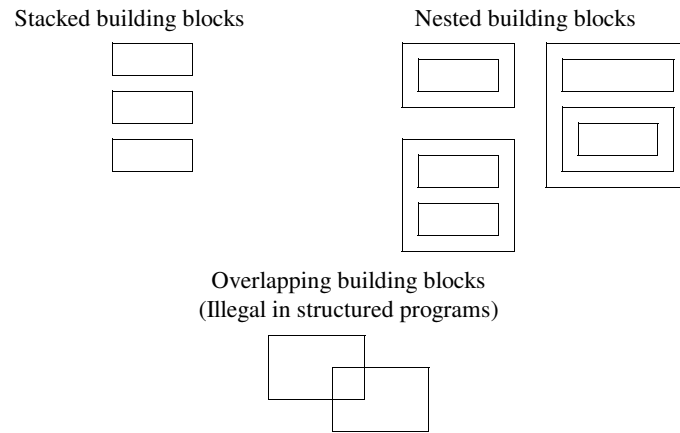 Stacked building blocks
Nested building blocks
Overlapping building blocks
(Illegal in structured programs)